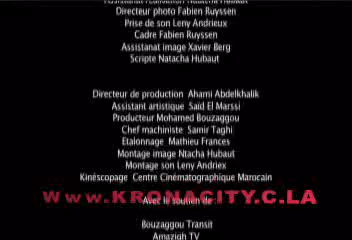 Directeur photo Fabien Ruyssen
Prise de son Leny Andrieux
Cadre Fabien Ruyssen
Assistanat image Xavier Berg
Scripte Natacha Hubaut
Directeur de production Ahami Abdelkhalik
Assistant artistique Saïd El Marssi
Producteur Mohamed Bouzaggou
Chef machiniste Samir Taghi
Etalonnage Mathieu Frances
Montage image Ntacha Hubaut
Montage son Leny Andriex
Kinéscopage Centre Cinématographique Marocain
www.KRONACITY.C.LA
Avec le soutien de :
Bouzaggou Transit
Amazigh TV